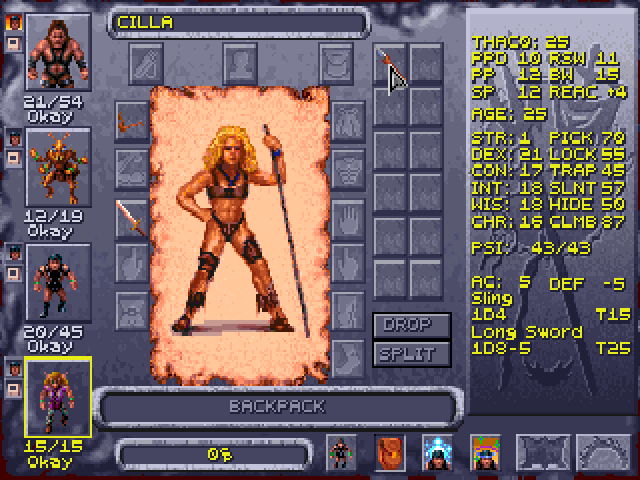 CILLA
21/54
Okay
12/19
Okay
20/45
Okay
15/15
Okay
THAC0: 25
PPD 10 RSW 11
PP 13 BW 15
SP 12 REAC +4
AGE: 25
STR: 1 PICK 70
DEX: 21 LOCK 55
CON: 17 TRAP 45
INT: 18 SLNT 57
WIS: 18 HIDE 50
CHR: 16 CLMB 87
PSI: 43/43
AC: 5 DEF -5
Sling
1D4 T15
Long Sword
1D8-5 T25
DROP
SPLIT
BACKPACK